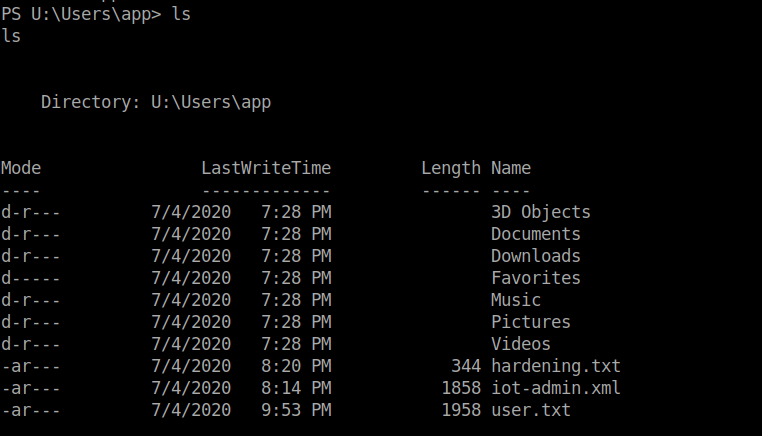 PS U:\Users\app> ls
ls
    Directory: U:\Users\app
Mode                LastWriteTime         Length Name
----                -------------         ------ ----
d-r---         7/4/2020   7:28 PM                3D Objects
d-r---         7/4/2020   7:28 PM                Documents
d-r---         7/4/2020   7:28 PM                Downloads
d-----         7/4/2020   7:28 PM                Favorites
d-r---         7/4/2020   7:28 PM                Music
d-r---         7/4/2020   7:28 PM                Pictures
d-r---         7/4/2020   7:28 PM                Videos
-ar---         7/4/2020   8:20 PM            344 hardening.txt
-ar---         7/4/2020   8:14 PM           1858 iot-admin.xml
-ar---         7/4/2020   9:53 PM           1958 user.txt